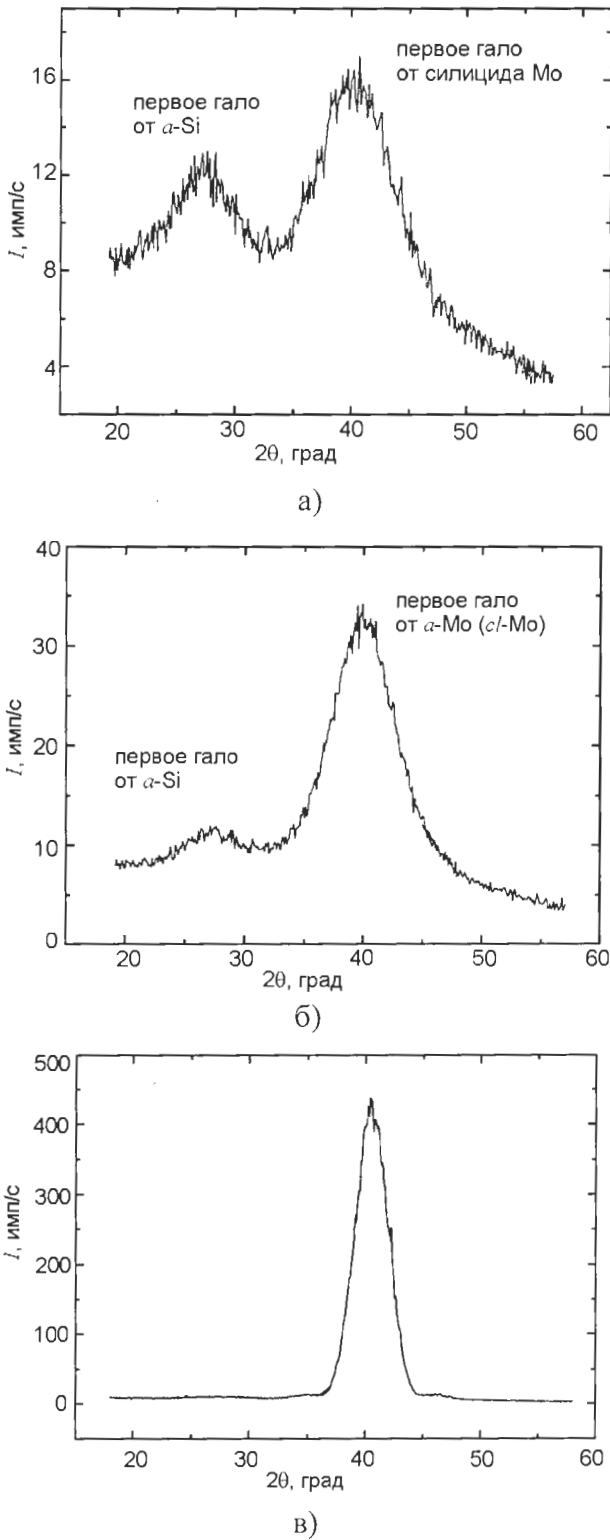 первое гало
от силицида Mo
первое гало
от a-Si
I, имп/с
16
12
8
4
20 30 40 50 60
2θ, град
а)
первое гало
от a-Mo (cl-Mo)
первое гало
от a-Si
I, имп/с
40
30
20
10
0
20 30 40 50 60
2θ, град
б)
I, имп/с
500
400
300
200
100
0
20 30 40 50 60
2θ, град
в)